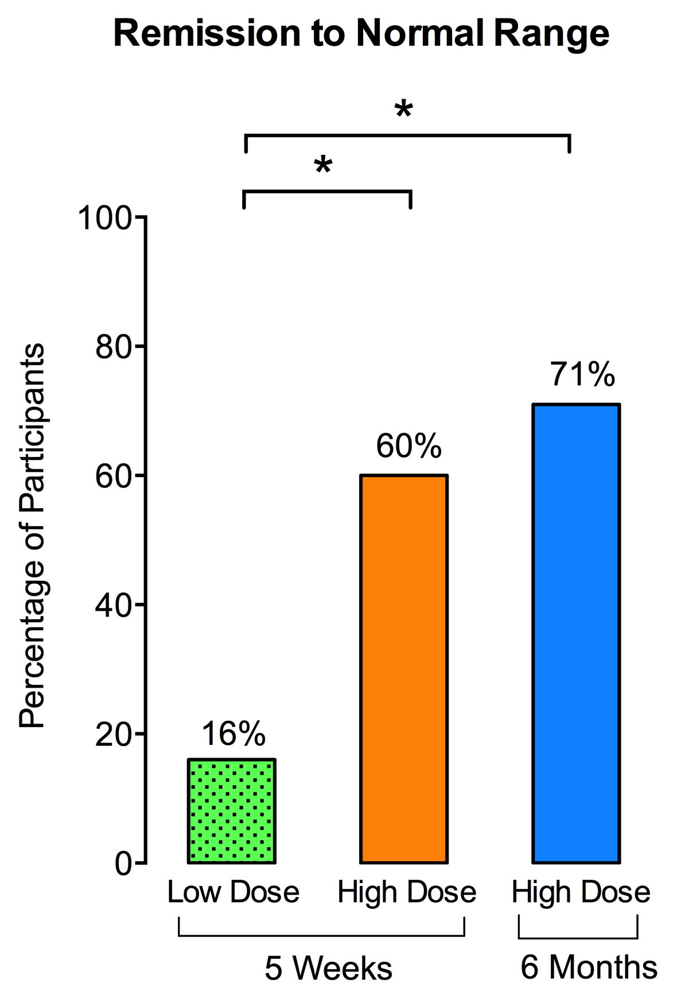 Remission to Normal Range
*
*
Percentage of Participants
100
80
60
40
20
0
16%
60%
71%
Low Dose
High Dose
High Dose
5 Weeks
6 Months